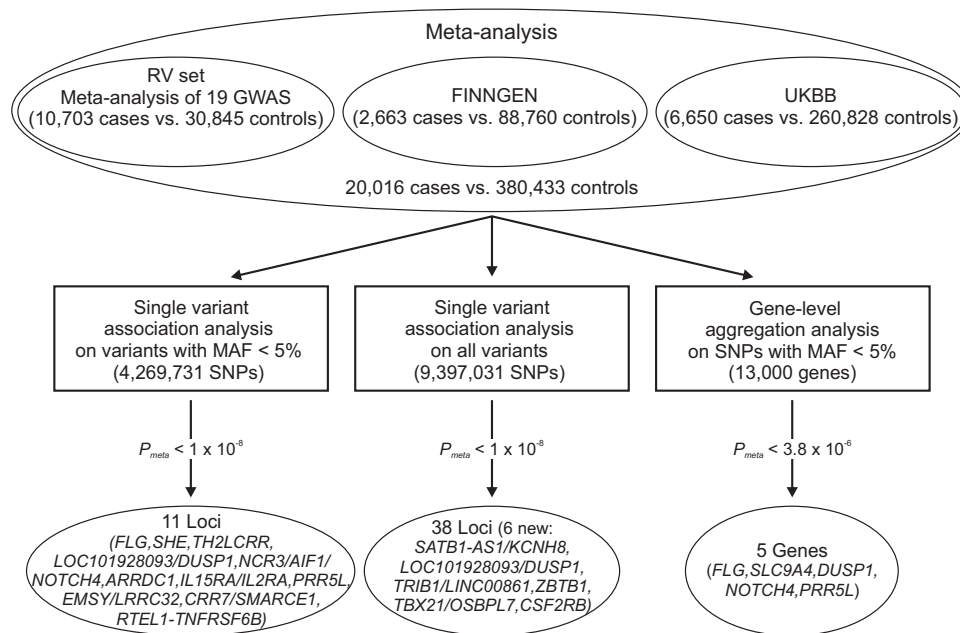 Meta-analysis
RV set
Meta-analysis of 19 GWAS
(10,703 cases vs. 30,845 controls)
FINNGEN
(2,663 cases vs. 88,760 controls)
UKBB
(6,650 cases vs. 260,828 controls)
20,016 cases vs. 380,433 controls
Single variant
association analysis
on variants with MAF < 5%
(4,269,731 SNPs)
Single variant
association analysis
on all variants
(9,397,031 SNPs)
Gene-level
aggregation analysis
on SNPs with MAF < 5%
(13,000 genes)
P_meta < 1 x 10^-8
P_meta < 1 x 10^-8
P_meta < 3.8 x 10^-6
11 Loci
(FLG,SHE,TH2LCRR,
LOC101928093/DUSP1,NCR3/AIF1/
NOTCH4,ARRDC1,IL15RA/IL2RA,PRR5L,
EMSY/LRRC32,CRR7/SMARCE1,
RTEL1-TNFRSF6B)
38 Loci (6 new:
SATB1-AS1/KCNH8,
LOC101928093/DUSP1,
TRIB1/LINC00861,ZBTB1,
TBX21/OSBPL7,CSF2RB)
5 Genes
(FLG,SLC9A4,DUSP1,
NOTCH4,PRR5L)